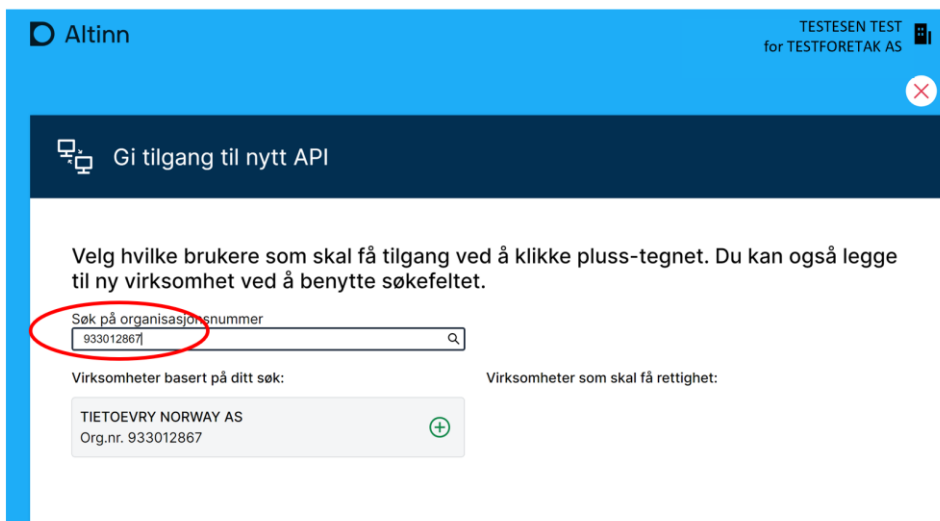 Altinn
TESTESEN TEST
for TESTFORETAK AS
Gi tilgang til nytt API
Velg hvilke brukere som skal få tilgang ved å klikke pluss-tegnet. Du kan også legge
til ny virksomhet ved å benytte søkefeltet.
Søk på organisasjonsnummer
933012867
Virksomheter basert på ditt søk:
Virksomheter som skal få rettighet:
TIETOEVRY NORWAY AS
Org.nr. 933012867